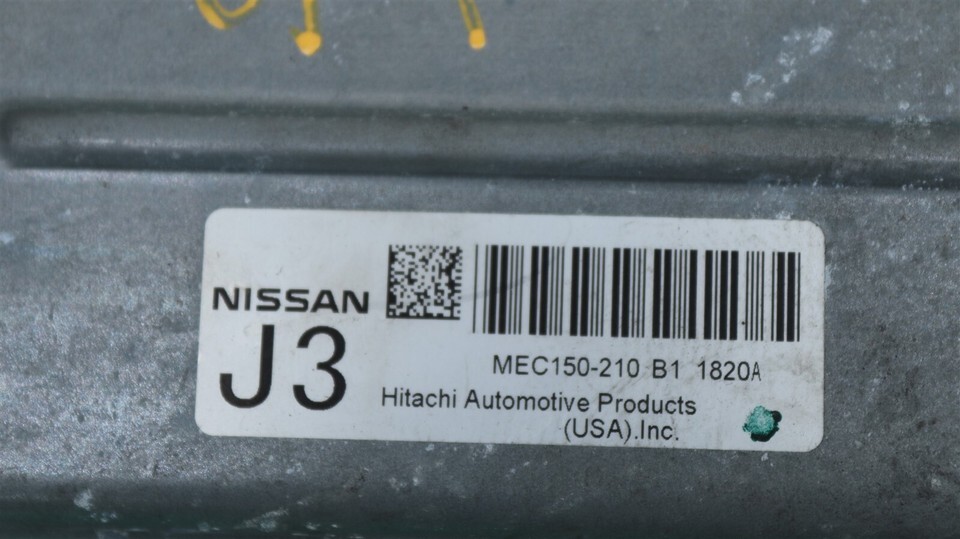 NISSAN
J3
MEC150-210 B1 1820A
Hitachi Automotive Products
(USA).Inc.